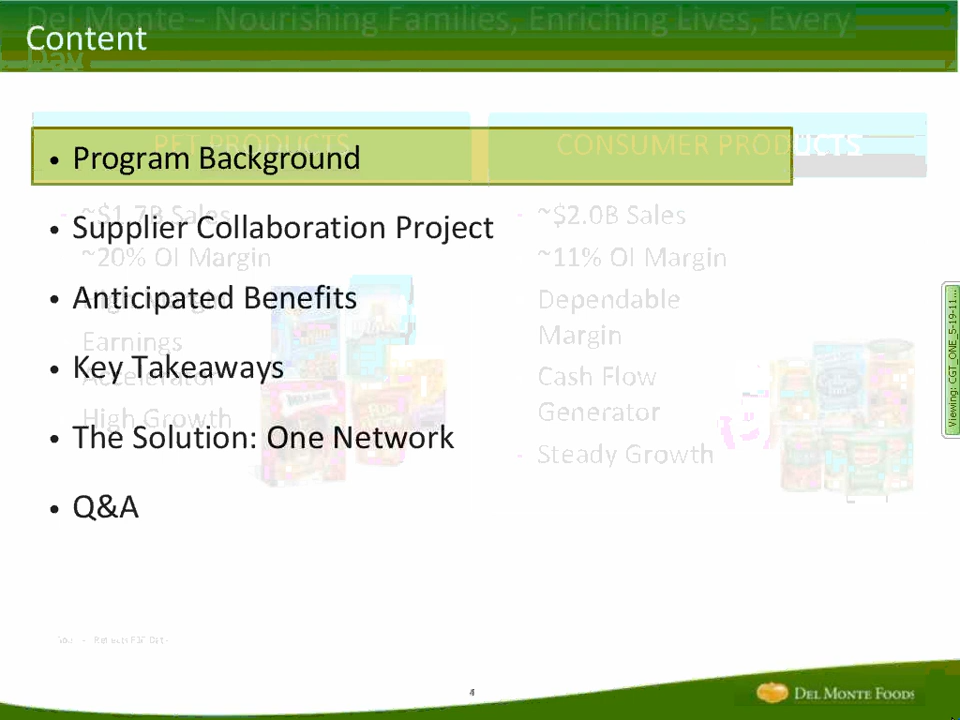 Del Monte – Nourishing Families, Enriching Lives, Every
Day
Content
PET PRODUCTS
CONSUMER PRODUCTS
• Program Background
~$1.7B Sales
~$2.0B Sales
• Supplier Collaboration Project
~20% OI Margin
~11% OI Margin
• Anticipated Benefits
Dependable
Margin
Earnings
Accelerator
• Key Takeaways
Cash Flow
Generator
High Growth
• The Solution: One Network
Steady Growth
• Q&A
4
DEL MONTE FOODS
Viewing: CGT_ONE_5-19-11...